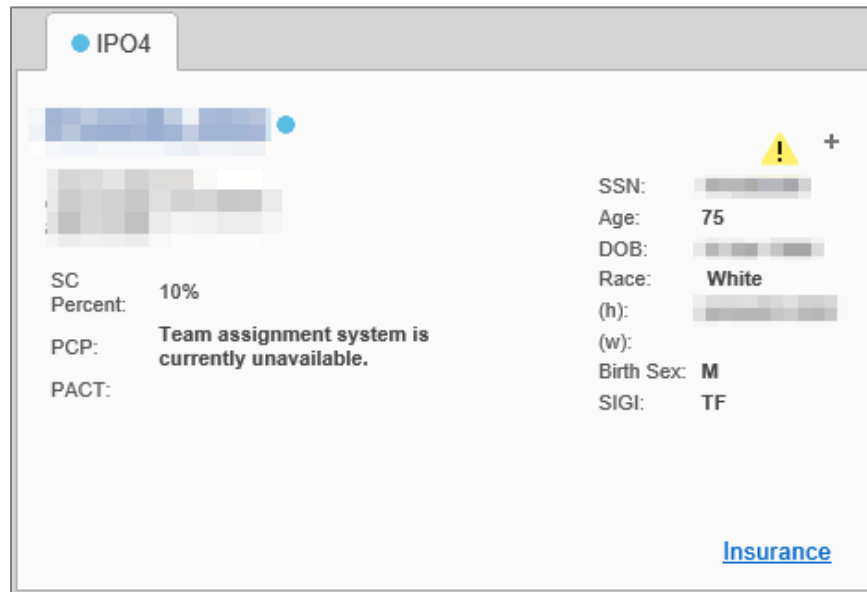 IPO4
SSN:
Age: 75
DOB:
Race: White
(h):
(w):
Birth Sex: M
SIGI: TF
SC
Percent: 10%
PCP: Team assignment system is
currently unavailable.
PACT:
Insurance